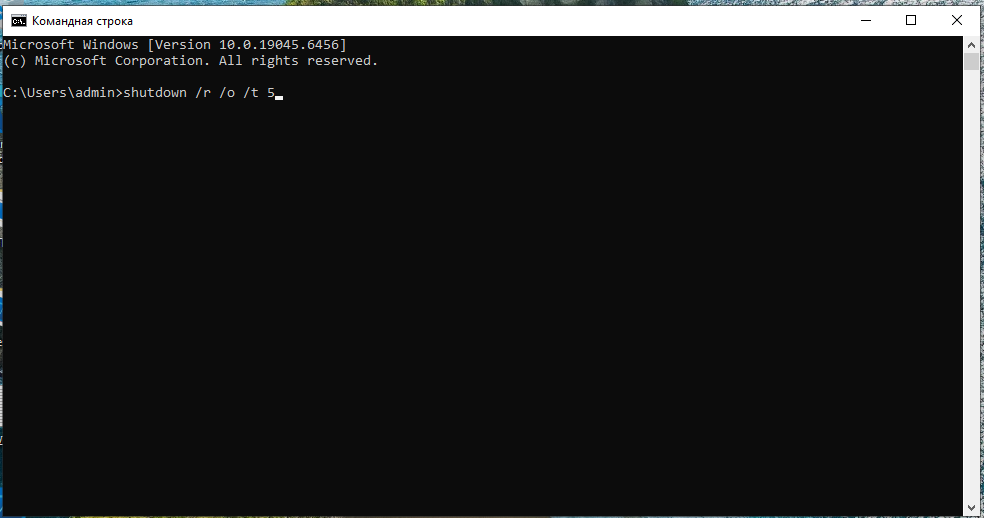 Командная строка
Microsoft Windows [Version 10.0.19045.6456]
(c) Microsoft Corporation. All rights reserved.
C:\Users\admin>shutdown /r /o /t 5